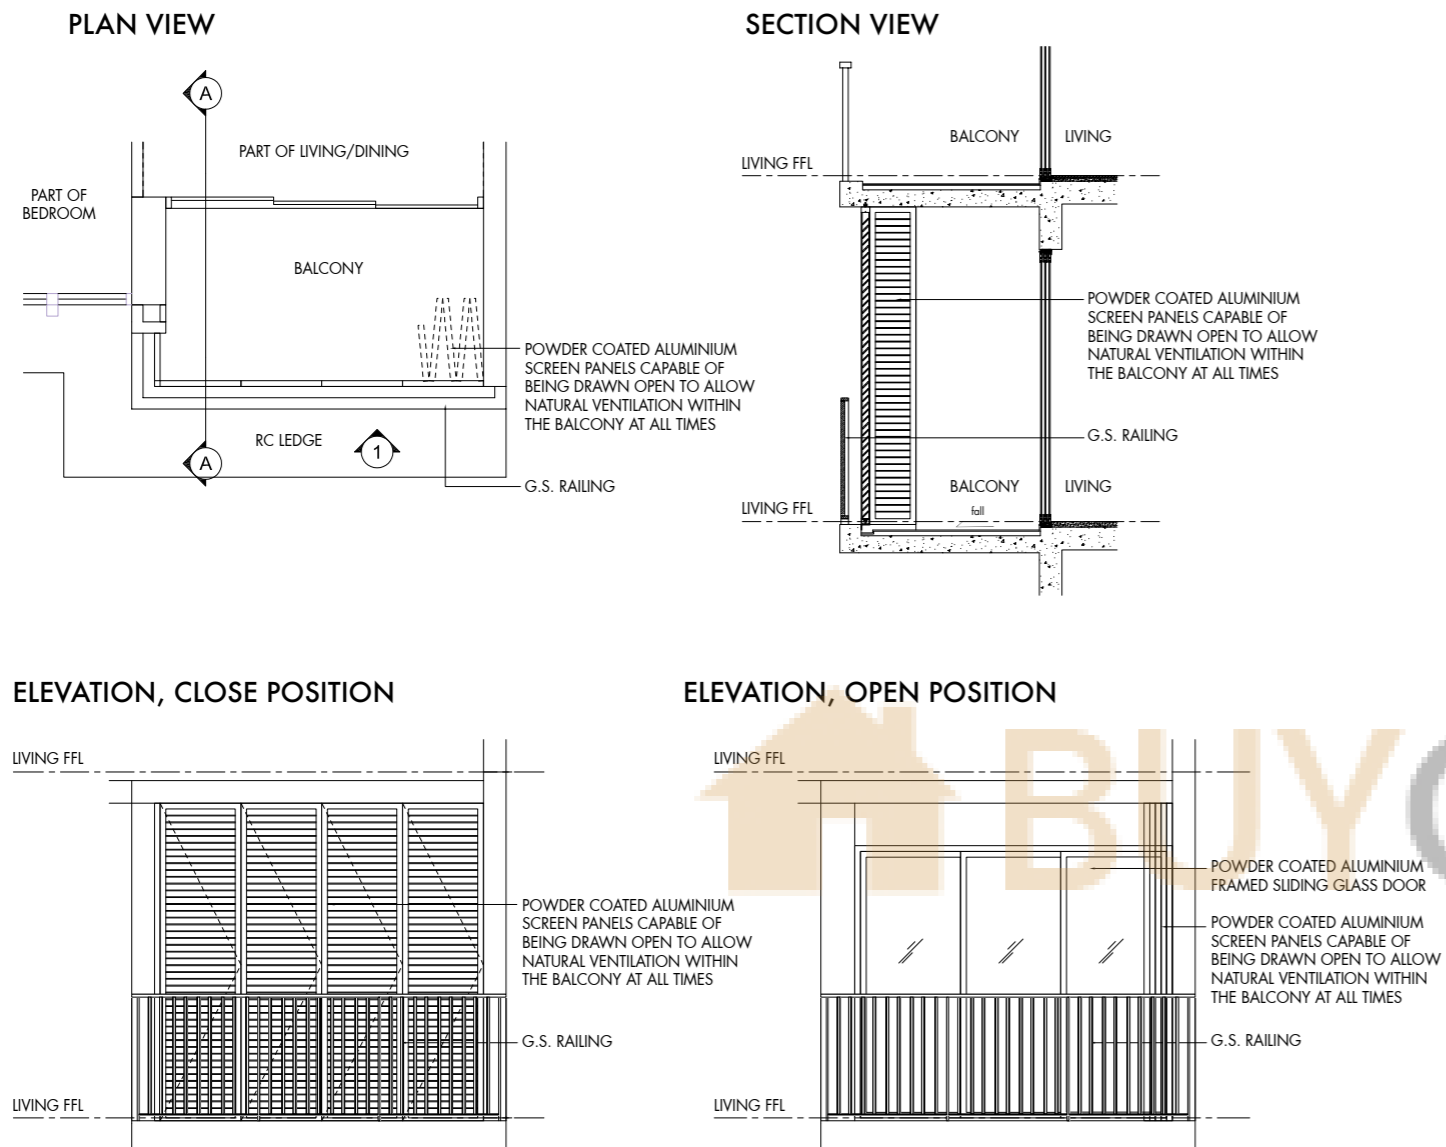 PLAN VIEW
A
PART OF LIVING/DINING
PART OF
BEDROOM
BALCONY
POWDER COATED ALUMINIUM
SCREEN PANELS CAPABLE OF
BEING DRAWN OPEN TO ALLOW
NATURAL VENTILATION WITHIN
THE BALCONY AT ALL TIMES
RC LEDGE
1
A
G.S. RAILING
SECTION VIEW
BALCONY
LIVING
LIVING FFL
POWDER COATED ALUMINIUM
SCREEN PANELS CAPABLE OF
BEING DRAWN OPEN TO ALLOW
NATURAL VENTILATION WITHIN
THE BALCONY AT ALL TIMES
G.S. RAILING
BALCONY
LIVING
LIVING FFL
fall
ELEVATION, CLOSE POSITION
LIVING FFL
POWDER COATED ALUMINIUM
SCREEN PANELS CAPABLE OF
BEING DRAWN OPEN TO ALLOW
NATURAL VENTILATION WITHIN
THE BALCONY AT ALL TIMES
G.S. RAILING
LIVING FFL
ELEVATION, OPEN POSITION
LIVING FFL
BUY
POWDER COATED ALUMINIUM
FRAMED SLIDING GLASS DOOR
POWDER COATED ALUMINIUM
SCREEN PANELS CAPABLE OF
BEING DRAWN OPEN TO ALLOW
NATURAL VENTILATION WITHIN
THE BALCONY AT ALL TIMES
G.S. RAILING
LIVING FFL